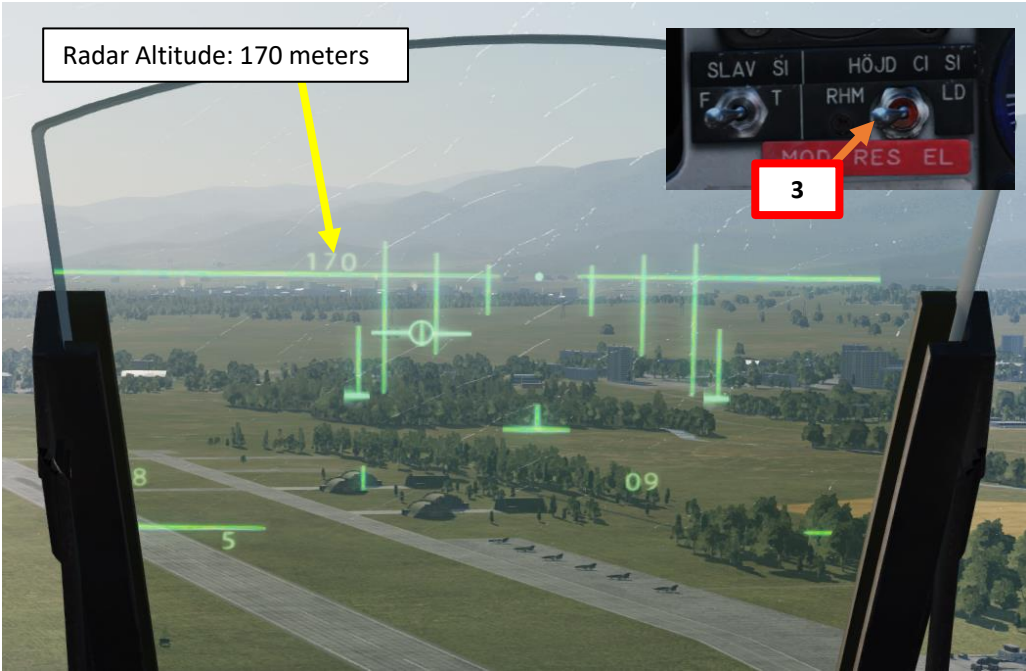 Radar Altitude: 170 meters
SLAV SI HÖJD CI SI
F T RHM LD
MOD RES EL
3
170
8
09
5